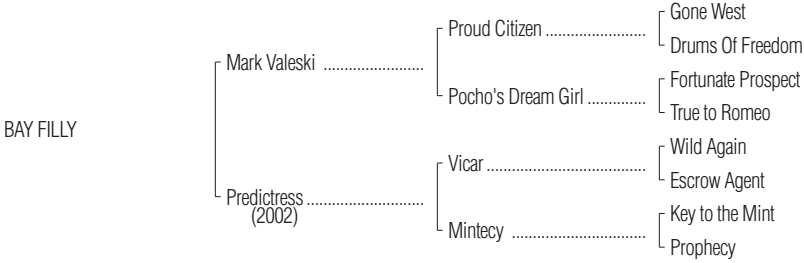 Gone West
Proud Citizen ........................
Drums Of Freedom
Mark Valeski ........................
Fortunate Prospect
Pocho's Dream Girl ..............
True to Romeo
BAY FILLY
Wild Again
Vicar ......................................
Escrow Agent
Predictress ............................
(2002)
Key to the Mint
Mintecy ................................
Prophecy